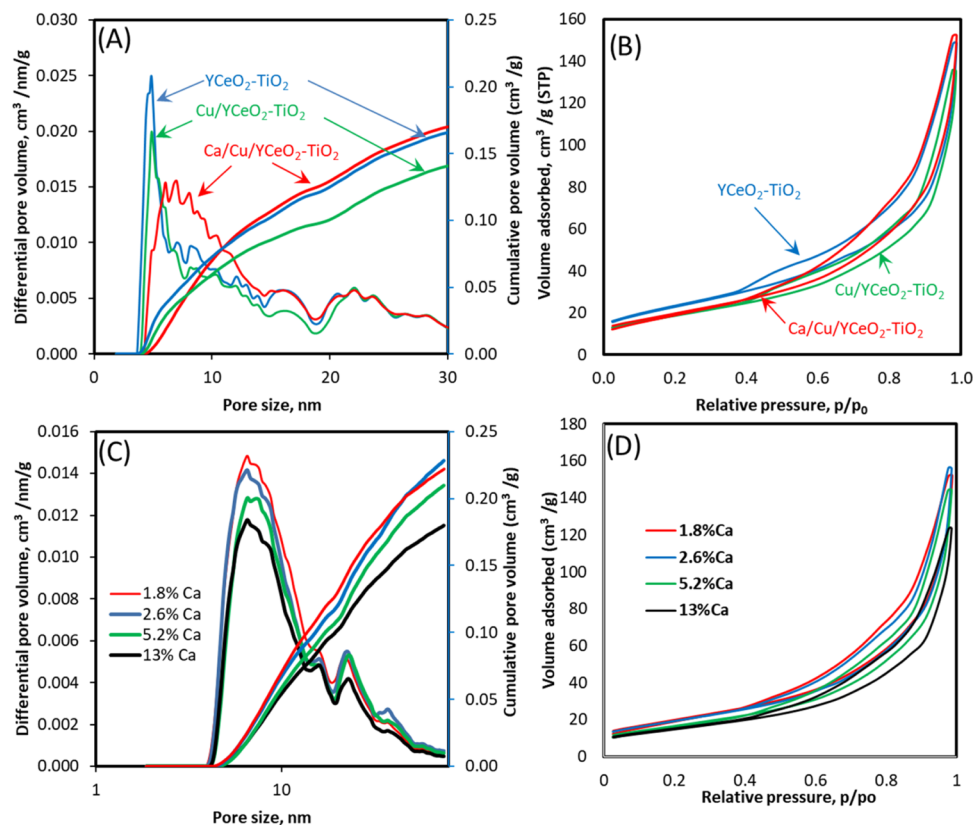 (A)
Differential pore volume, cm³ /nm/g
0.030
0.025
0.020
0.015
0.010
0.005
0.000
0
10
20
30
Pore size, nm
0.25
0.20
0.15
0.10
0.05
0.00
Cumulative pore volume (cm³ /g)
YCeO₂-TiO₂
Cu/YCeO₂-TiO₂
Ca/Cu/YCeO₂-TiO₂
(B)
Volume adsorbed, cm³ /g (STP)
160
140
120
100
80
60
40
20
0
0.0
0.2
0.4
0.6
0.8
1.0
Relative pressure, p/p₀
YCeO₂-TiO₂
Cu/YCeO₂-TiO₂
Ca/Cu/YCeO₂-TiO₂
(C)
Differential pore volume, cm³ /nm/g
0.016
0.014
0.012
0.010
0.008
0.006
0.004
0.002
0.000
1
10
Pore size, nm
0.25
0.20
0.15
0.10
0.05
0.00
Cumulative pore volume (cm³ /g)
1.8% Ca
2.6% Ca
5.2% Ca
13% Ca
(D)
Volume adsorbed (cm³ /g)
180
160
140
120
100
80
60
40
20
0
0
0.2
0.4
0.6
0.8
1
Relative pressure, p/po
1.8%Ca
2.6%Ca
5.2%Ca
13%Ca